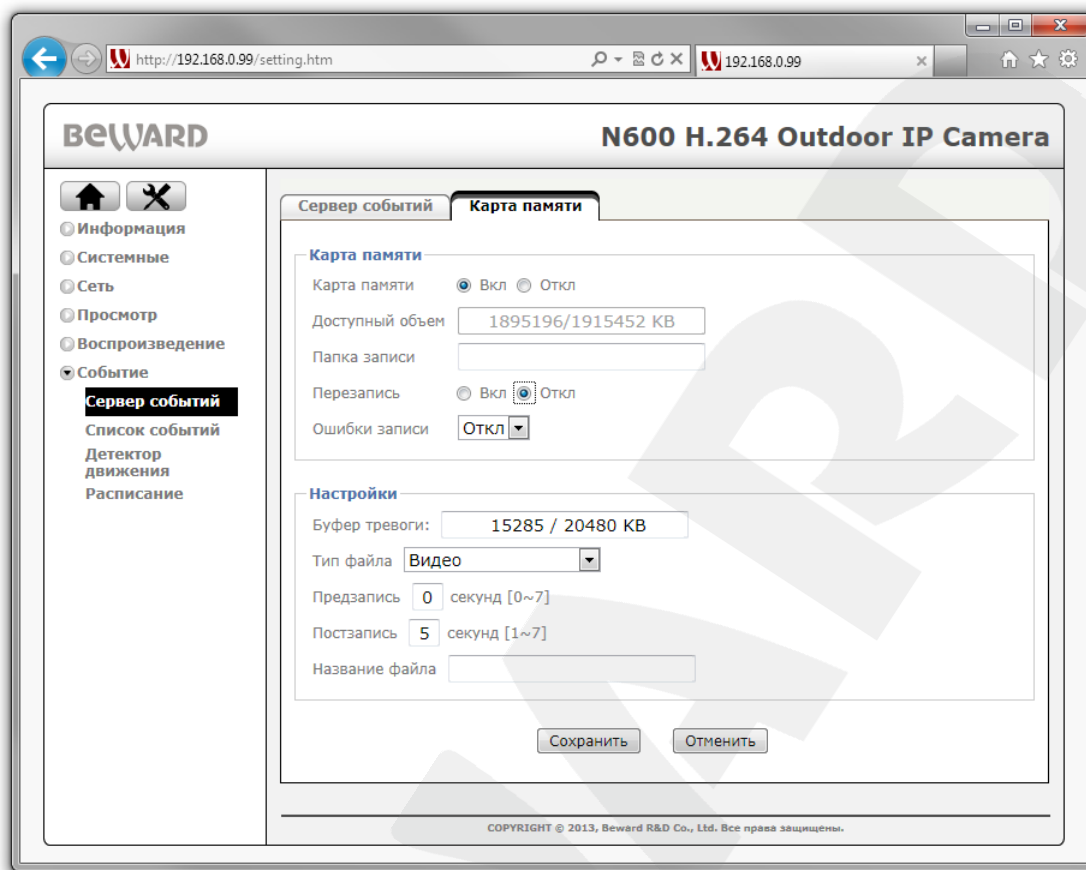 http://192.168.0.99/setting.htm
192.168.0.99
BEWARD
N600 H.264 Outdoor IP Camera
Информация
Системные
Сеть
Просмотр
Воспроизведение
Событие
Сервер событий
Список событий
Детектор
движения
Расписание
Сервер событий Карта памяти
Карта памяти
Карта памяти Вкл Откл
Доступный объем 1895196/1915452 KB
Папка записи
Перезапись Вкл Откл
Ошибки записи Откл
Настройки
Буфер тревоги: 15285 / 20480 KB
Тип файла Видео
Предзапись 0 секунд [0~7]
Постзапись 5 секунд [1~7]
Название файла
Сохранить Отменить
COPYRIGHT © 2013, Beward R&D Co., Ltd. Все права защищены.
WARD